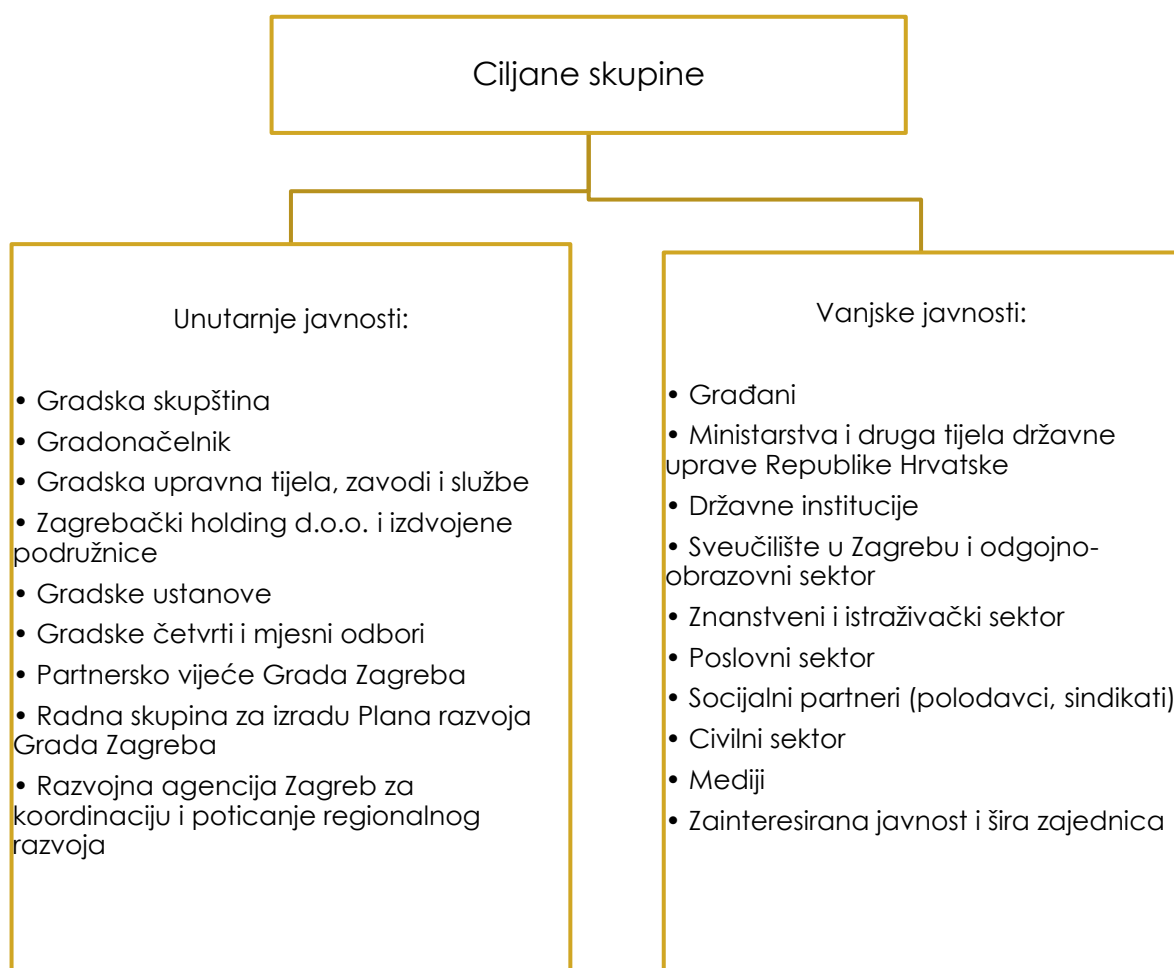 Ciljane skupine
Unutarnje javnosti:
• Gradska skupština
• Gradonačelnik
• Gradska upravna tijela, zavodi i službe
• Zagrebački holding d.o.o. i izdvojene
podružnice
• Gradske ustanove
• Gradske četvrti i mjesni odbori
• Partnersko vijeće Grada Zagreba
• Radna skupina za izradu Plana razvoja
Grada Zagreba
• Razvojna agencija Zagreb za
koordinaciju i poticanje regionalnog
razvoja
Vanjske javnosti:
• Građani
• Ministarstva i druga tijela državne
uprave Republike Hrvatske
• Državne institucije
• Sveučilište u Zagrebu i odgojno-
obrazovni sektor
• Znanstveni i istraživački sektor
• Poslovni sektor
• Socijalni partneri (polodavci, sindikati)
• Civilni sektor
• Mediji
• Zainteresirana javnost i šira zajednica